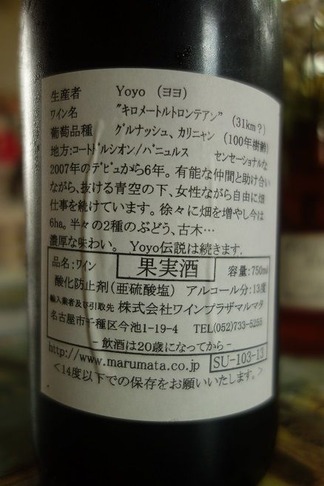 生産者 Yoyo (ヨヨ)
ワイン名 "キロメートルトロンテアン" (31km?)
葡萄品種 グルナッシュ、カリニャン (100年樹齢)
地方:コートドルシオン/バニュルス センセーショナルな
2007年のデビュから6年。有能な仲間と助け合い
ながら、抜ける青空の下、女性ながら自由に畑
仕事を続けています。徐々に畑を増やし今は
6ha。半々の2種のぶどう、古木…
濃厚な味わい。 Yoyo伝説は続きます.
品名:ワイン 果実酒 容量:750ml
酸化防止剤(亜硫酸塩) アルコール分:13度
輸入業者及び引取先 株式会社ワインプラザマルマタ
名古屋市千種区今池1-19-4 TEL(052)733-5255
-飲酒は20歳になってから-
http://www.marumata.co.jp SU-103-13
<14度以下での保存をお願いいたします。>